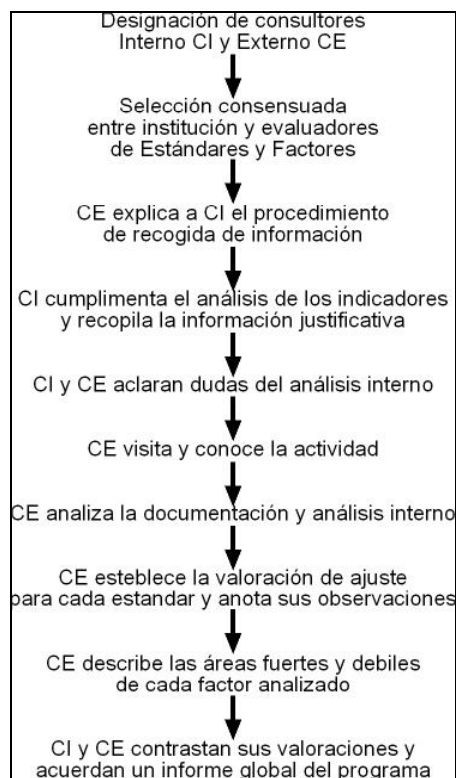 Designación de consultores
Interno CI y Externo CE
Selección consensuada
entre institución y evaluadores
de Estándares y Factores
CE explica a CI el procedimiento
de recogida de información
CI cumplimenta el análisis de los indicadores
y recopila la información justificativa
CI y CE aclaran dudas del análisis interno
CE visita y conoce la actividad
CE analiza la documentación y análisis interno
CE esteblece la valoración de ajuste
para cada estandar y anota sus observaciones
CE describe las áreas fuertes y debiles
de cada factor analizado
CI y CE contrastan sus valoraciones y
acuerdan un informe global del programa